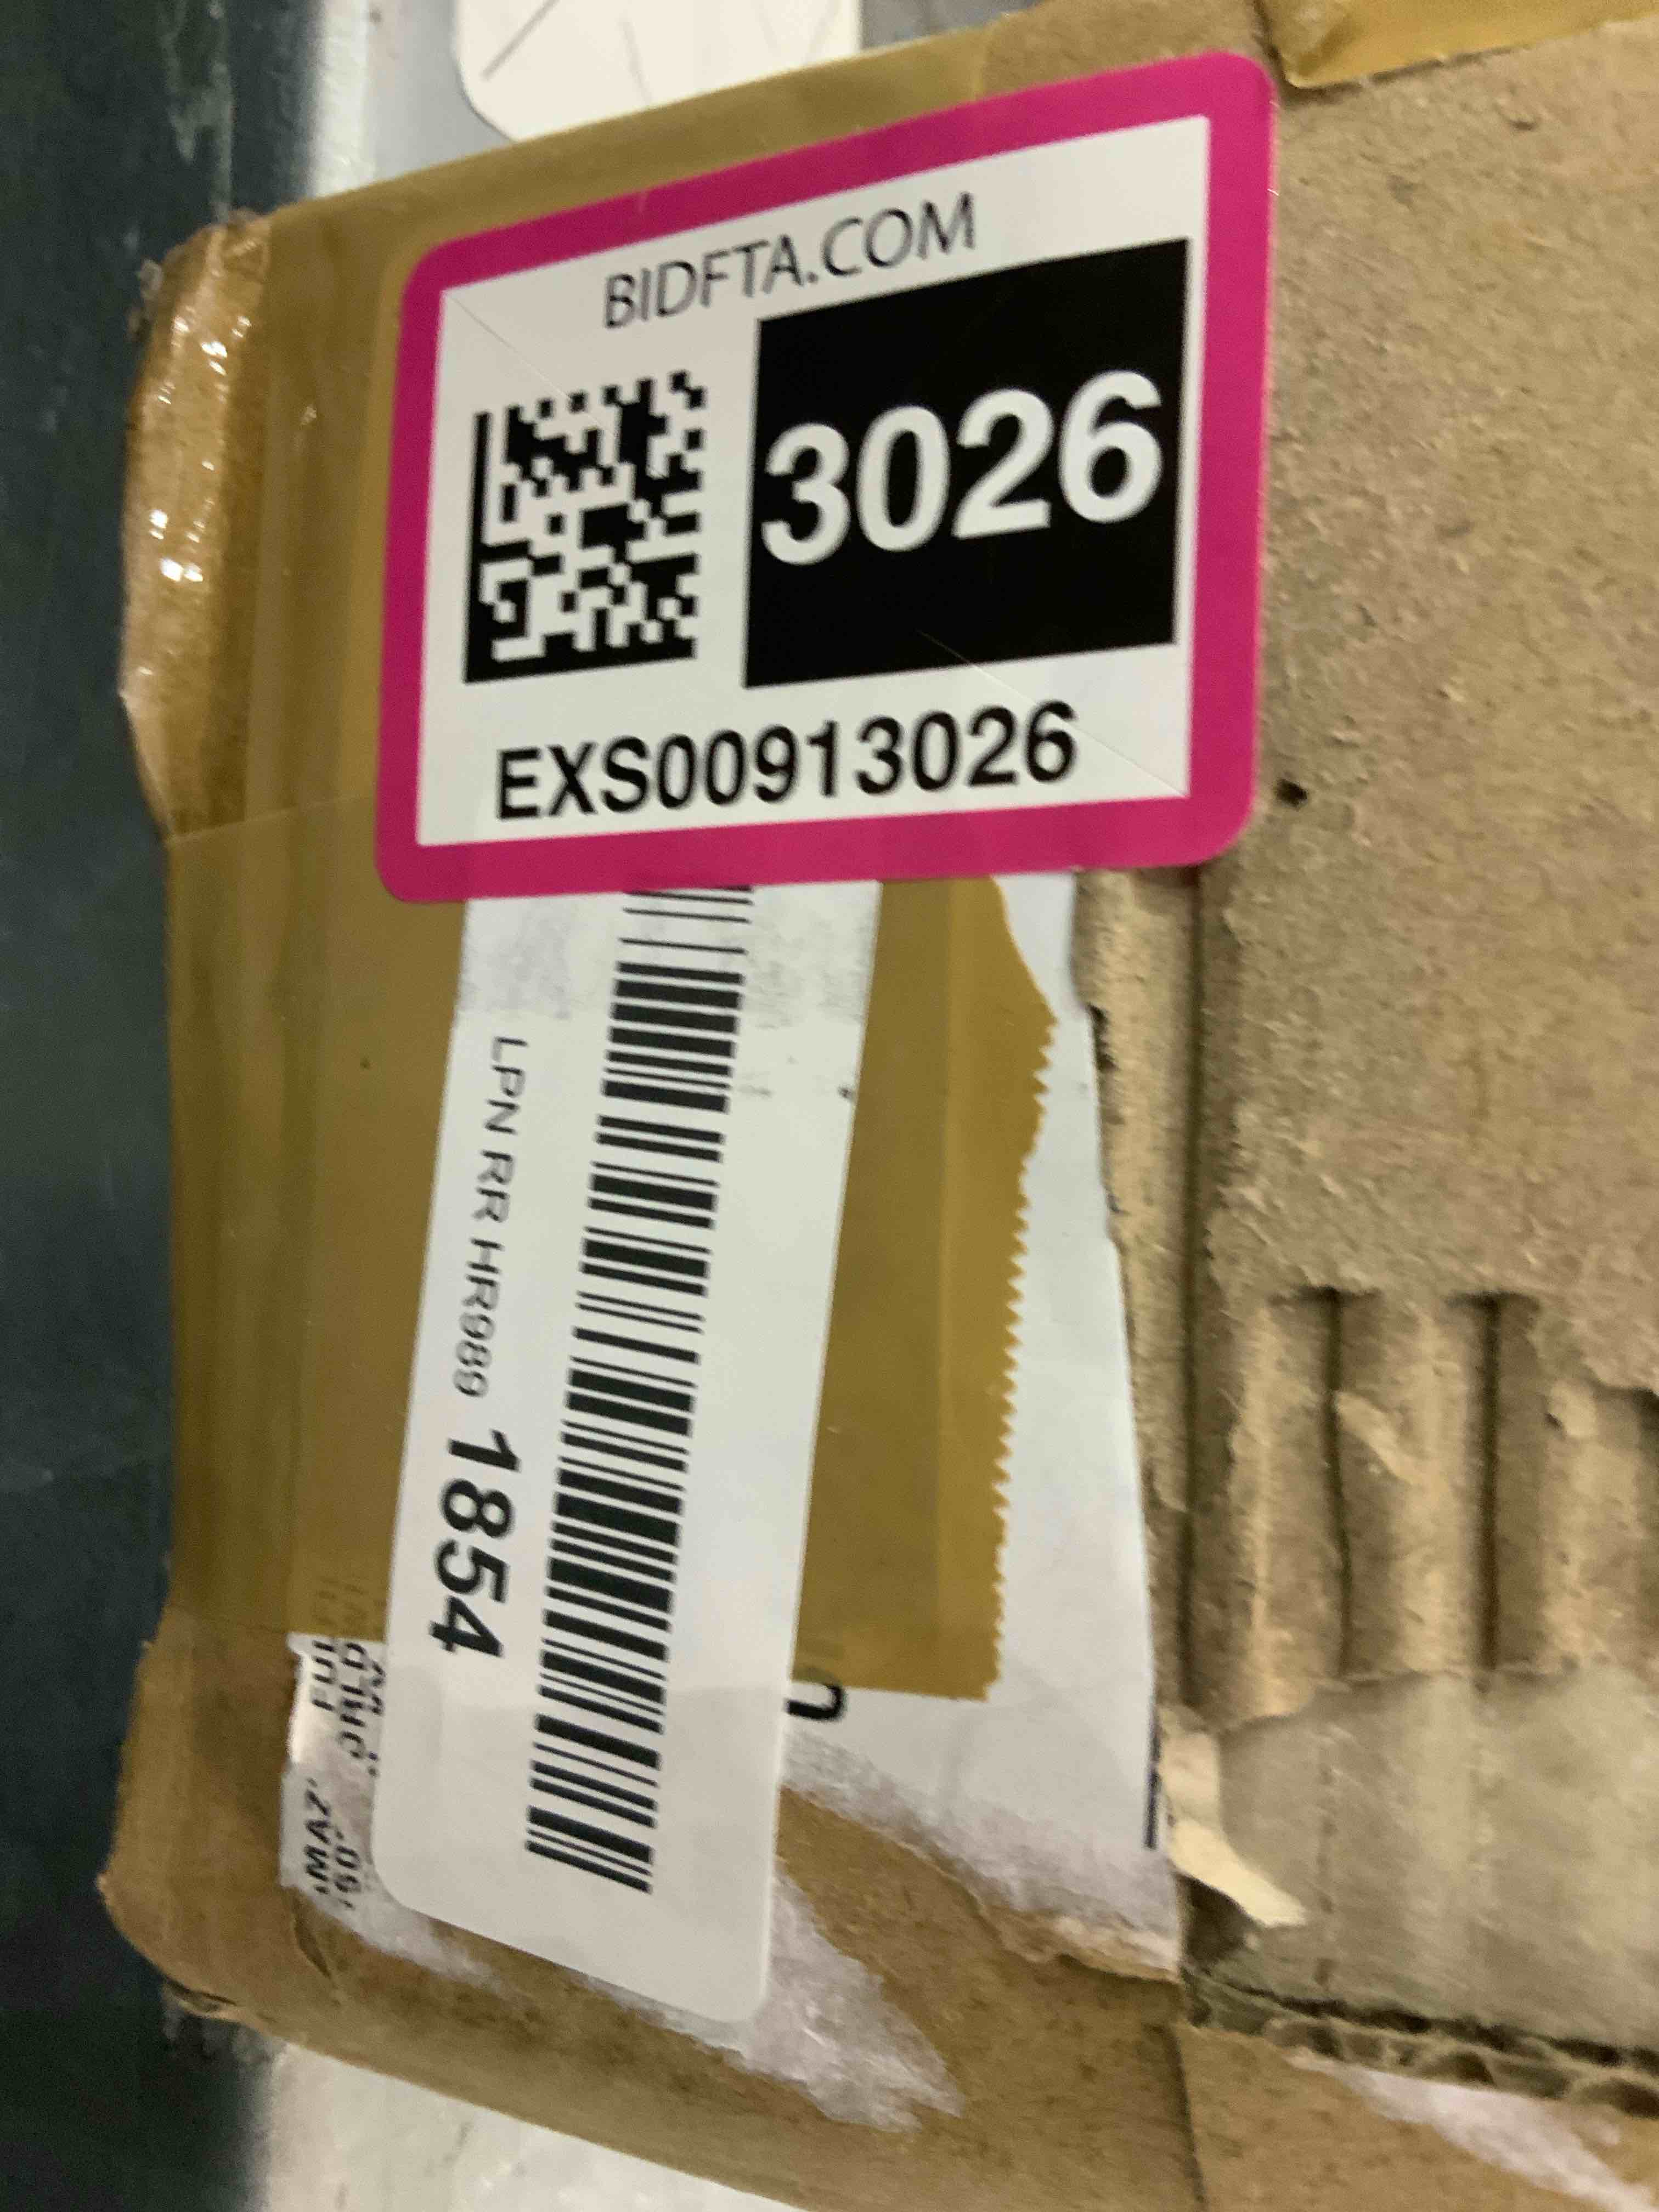 BIDFTA.COM
3026
EXS00913026
LPN RR HR989 1854